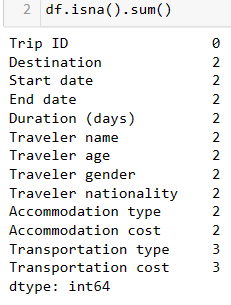 2 df.isna().sum()
Trip ID 0
Destination 2
Start date 2
End date 2
Duration (days) 2
Traveler name 2
Traveler age 2
Traveler gender 2
Traveler nationality 2
Accommodation type 2
Accommodation cost 2
Transportation type 3
Transportation cost 3
dtype: int64